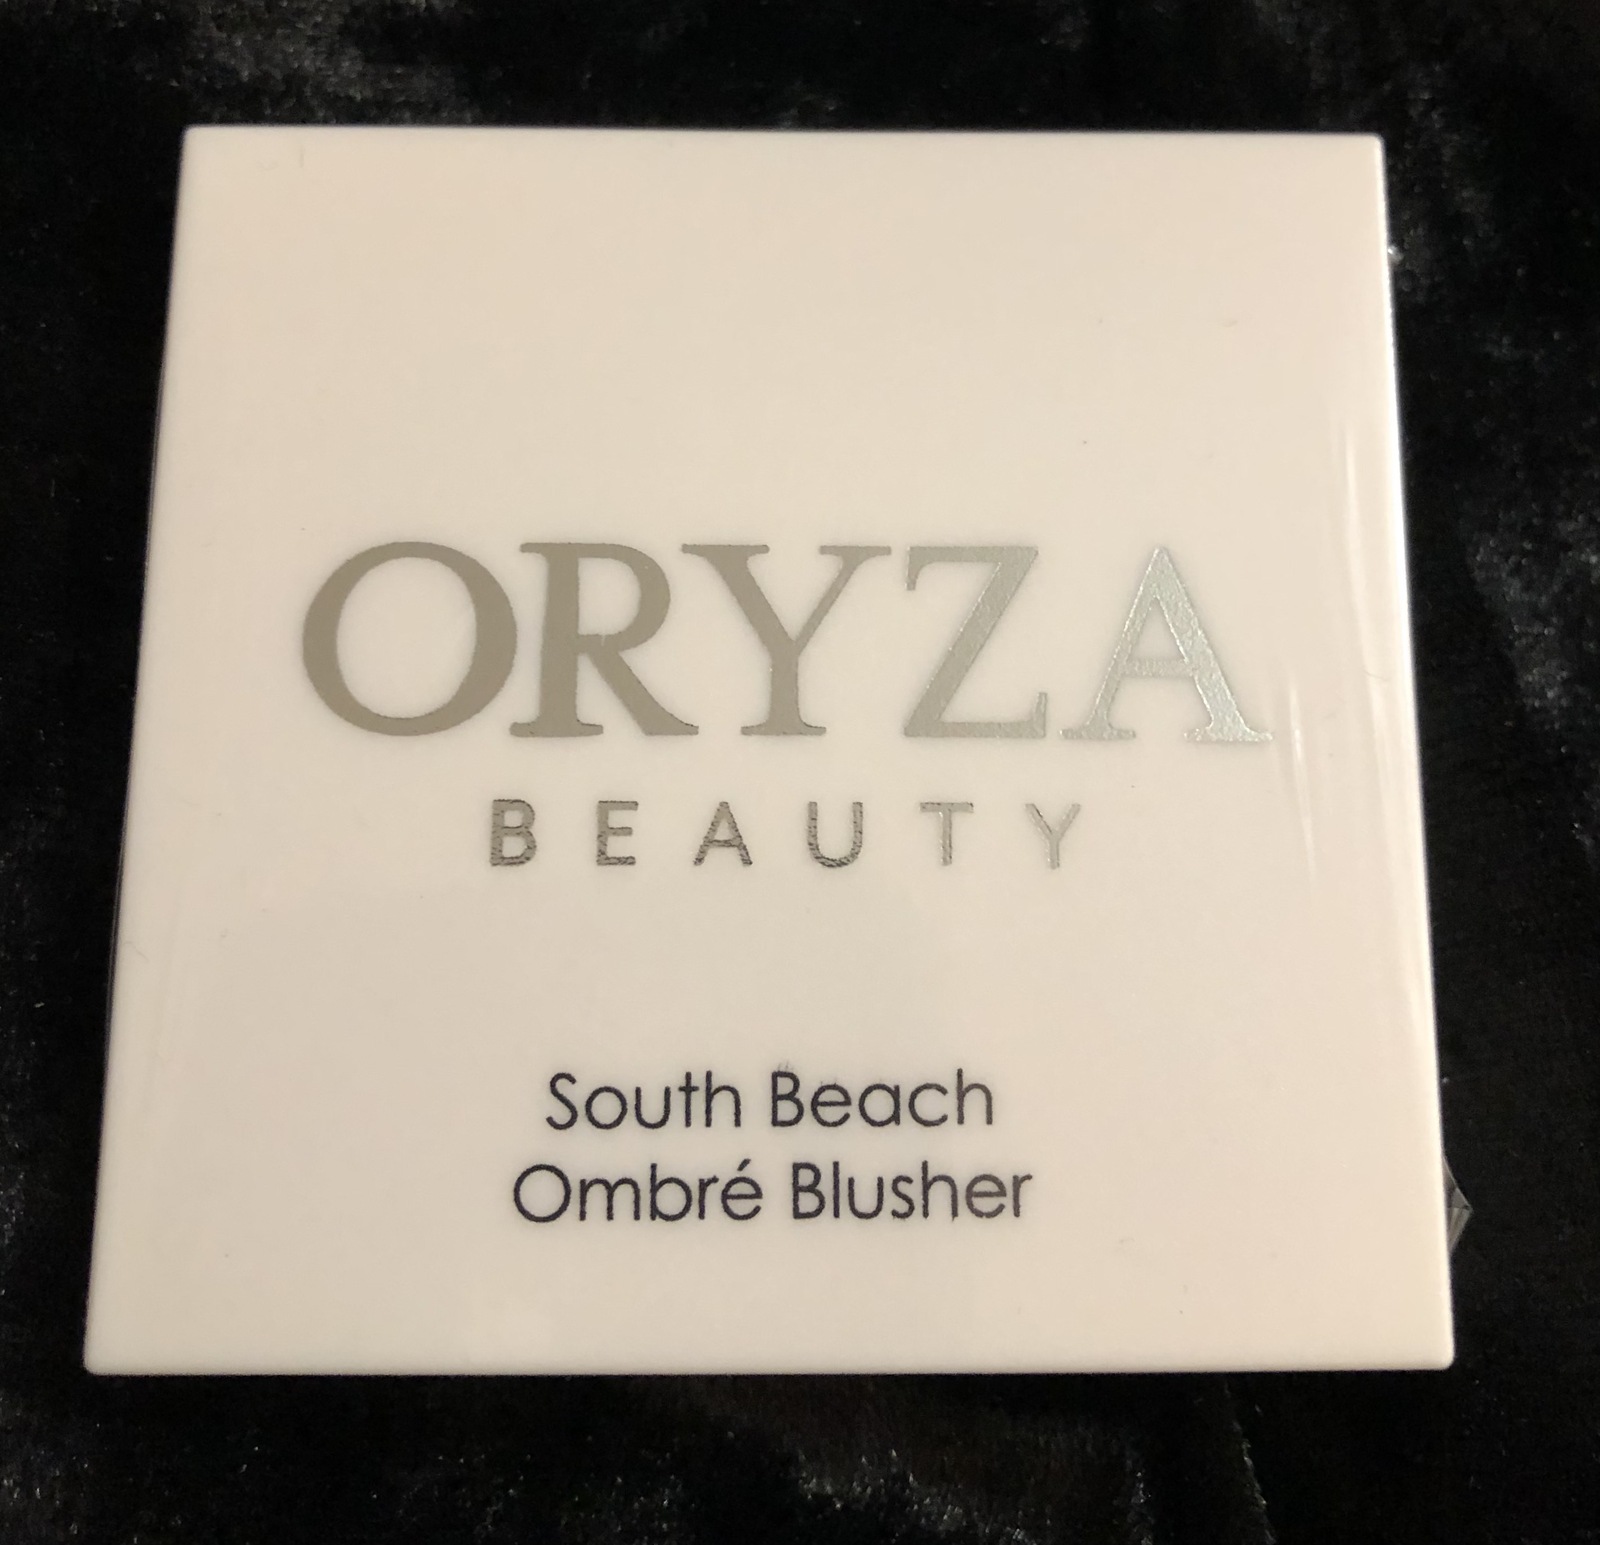 ORYZA
BEAUTY
South Beach
Ombré Blusher